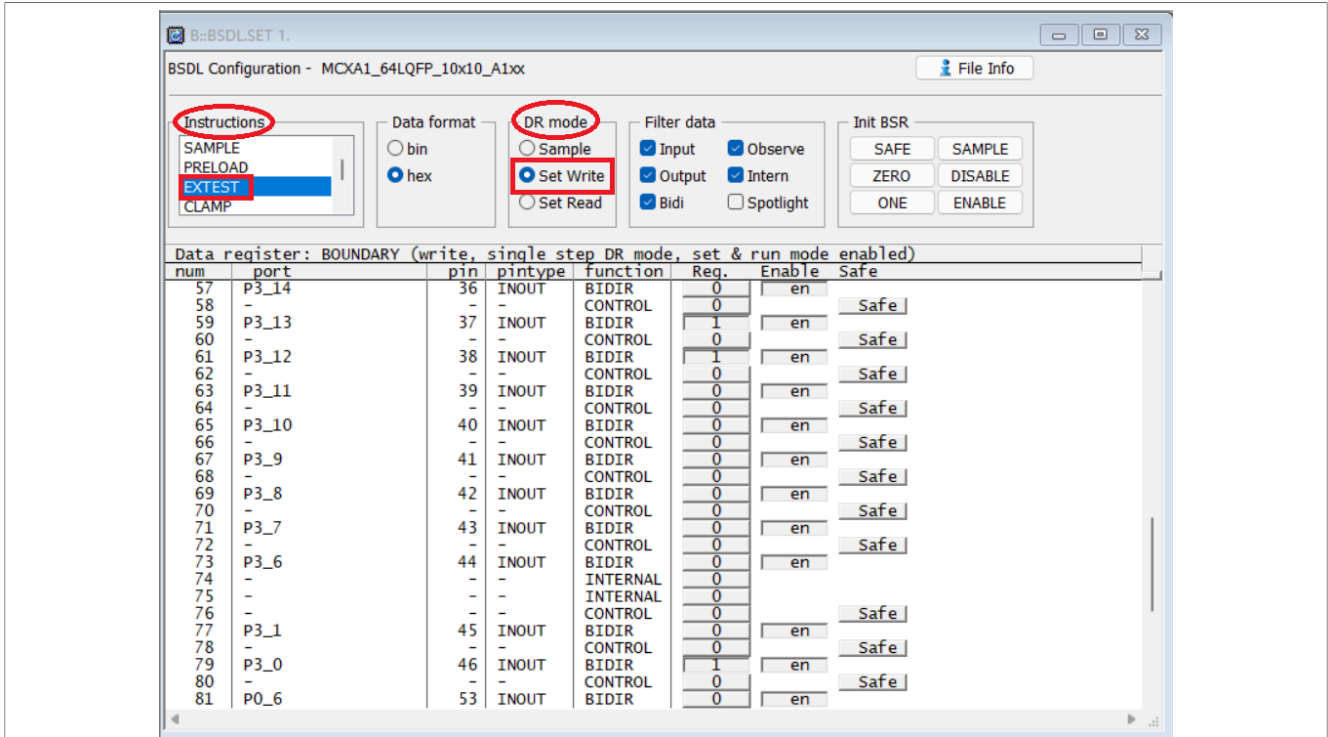 B::BSDL.SET 1.
BSDL Configuration - MCXA1_64LQFP_10x10_A1xx
File Info
Instructions
SAMPLE
PRELOAD
EXTEST
CLAMP
Data format
bin
hex
DR mode
Sample
Set Write
Set Read
Filter data
Input
Observe
Output
Intern
Bidi
Spotlight
Init BSR
SAFE SAMPLE
ZERO DISABLE
ONE ENABLE
Data register: BOUNDARY (write, single step DR mode, set & run mode enabled)
num port pin pintype function Reg. Enable Safe
57 P3_14 36 INOUT BIDIR 0 en
58 - - - CONTROL 0 Safe
59 P3_13 37 INOUT BIDIR 1 en
60 - - - CONTROL 0 Safe
61 P3_12 38 INOUT BIDIR 1 en
62 - - - CONTROL 0 Safe
63 P3_11 39 INOUT BIDIR 0 en
64 - - - CONTROL 0 Safe
65 P3_10 40 INOUT BIDIR 0 en
66 - - - CONTROL 0 Safe
67 P3_9 41 INOUT BIDIR 0 en
68 - - - CONTROL 0 Safe
69 P3_8 42 INOUT BIDIR 0 en
70 - - - CONTROL 0 Safe
71 P3_7 43 INOUT BIDIR 0 en
72 - - - CONTROL 0 Safe
73 P3_6 44 INOUT BIDIR 0 en
74 - - - INTERNAL 0
75 - - - INTERNAL 0
76 - - - CONTROL 0 Safe
77 P3_1 45 INOUT BIDIR 0 en
78 - - - CONTROL 0 Safe
79 P3_0 46 INOUT BIDIR 1 en
80 - - - CONTROL 0 Safe
81 P0_6 53 INOUT BIDIR 0 en